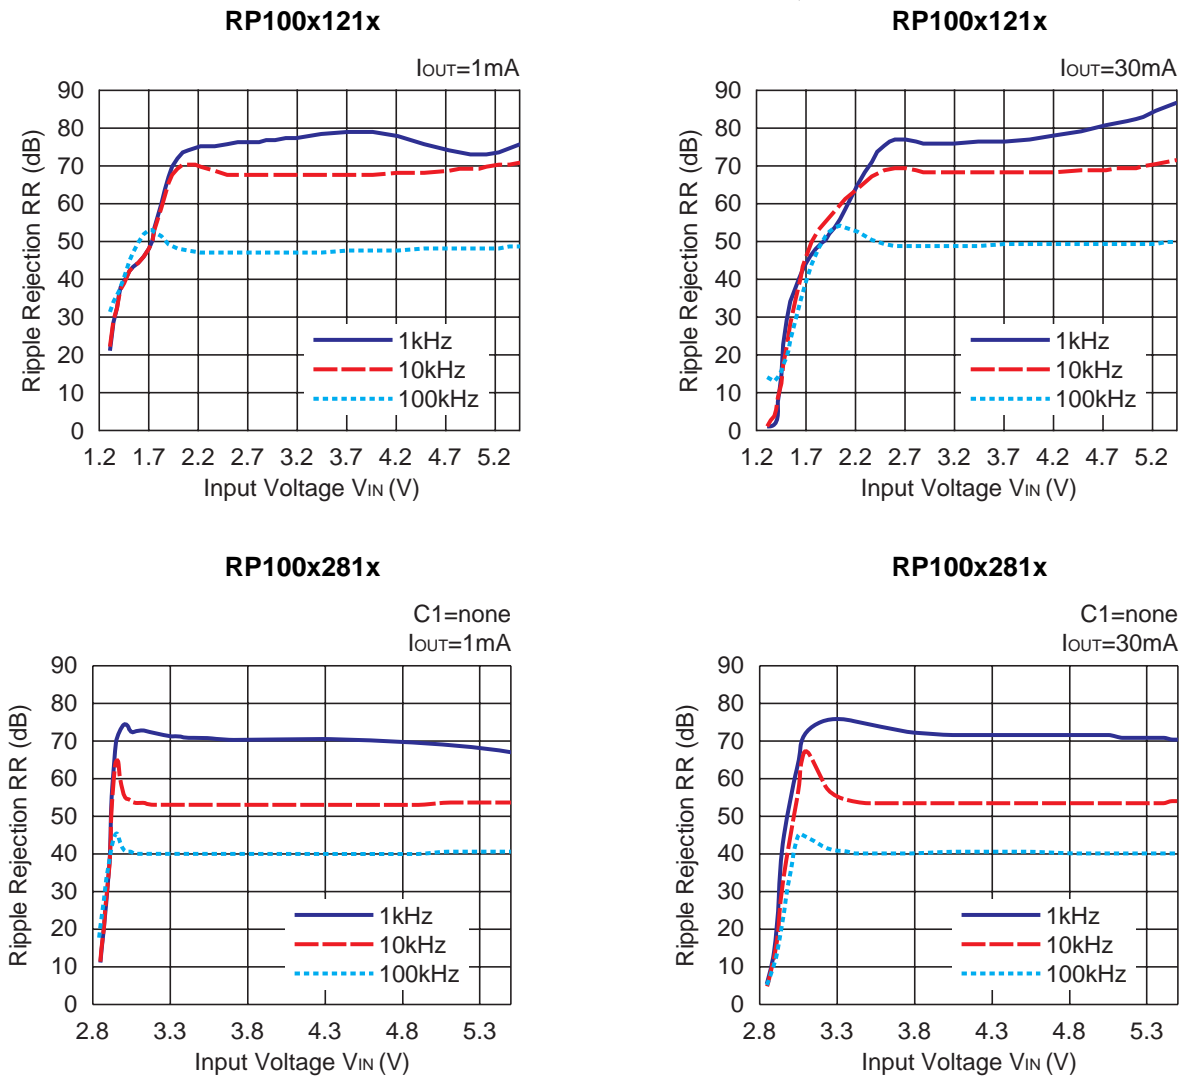 RP100x121x
IOUT=1mA
90
80
70
60
50
40
30
20
10
0
Ripple Rejection RR (dB)
1kHz
10kHz
100kHz
1.2 1.7 2.2 2.7 3.2 3.7 4.2 4.7 5.2
Input Voltage VIN (V)
RP100x121x
IOUT=30mA
90
80
70
60
50
40
30
20
10
0
Ripple Rejection RR (dB)
1kHz
10kHz
100kHz
1.2 1.7 2.2 2.7 3.2 3.7 4.2 4.7 5.2
Input Voltage VIN (V)
RP100x281x
C1=none
IOUT=1mA
90
80
70
60
50
40
30
20
10
0
Ripple Rejection RR (dB)
1kHz
10kHz
100kHz
2.8 3.3 3.8 4.3 4.8 5.3
Input Voltage VIN (V)
RP100x281x
C1=none
IOUT=30mA
90
80
70
60
50
40
30
20
10
0
Ripple Rejection RR (dB)
1kHz
10kHz
100kHz
2.8 3.3 3.8 4.3 4.8 5.3
Input Voltage VIN (V)